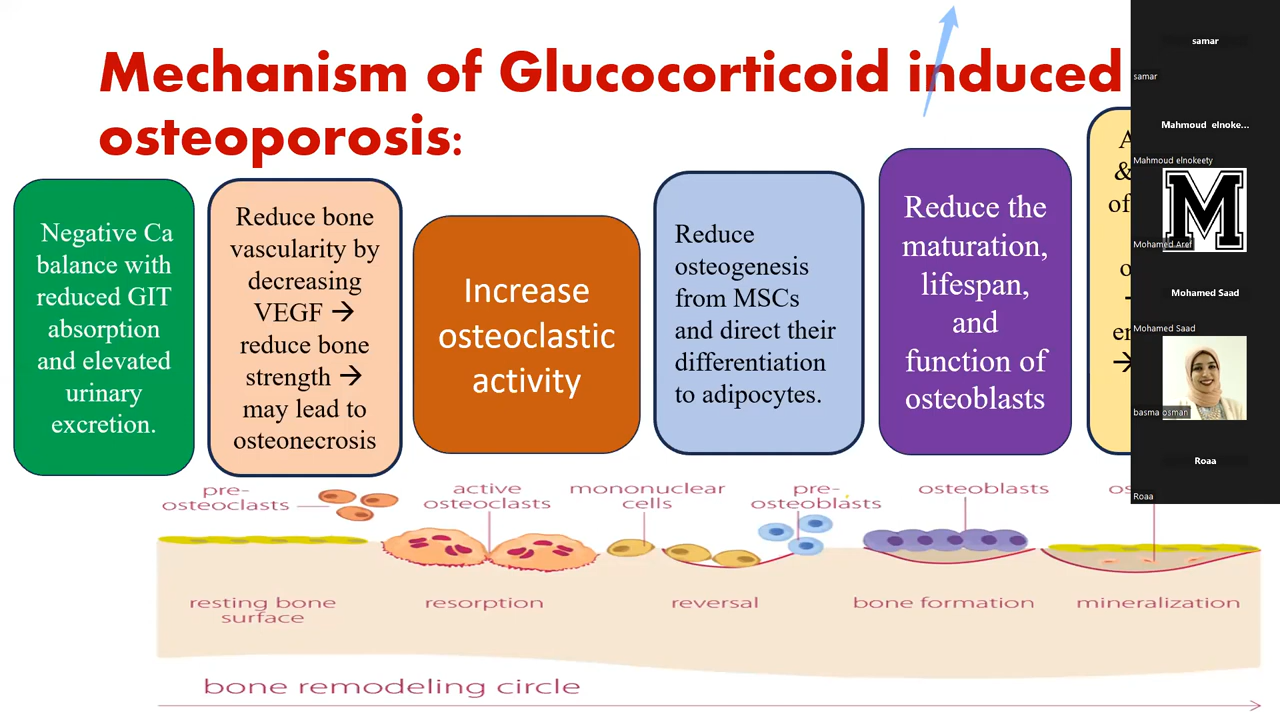 Mechanism of Glucocorticoid induced
osteoporosis:
Negative Ca
balance with
reduced GIT
absorption
and elevated
urinary
excretion.
Reduce bone
vascularity by
decreasing
VEGF →
reduce bone
strength →
may lead to
osteonecrosis
Increase
osteoclastic
activity
Reduce
osteogenesis
from MSCs
and direct their
differentiation
to adipocytes.
Reduce the
maturation,
lifespan,
and
function of
osteoblasts
A
&
of
o
→
en
→
pre-
osteoclasts
active
osteoclasts
mononuclear
cells
pre-
osteoblasts
osteoblasts
os
resting bone
surface
resorption
reversal
bone formation
mineralization
bone remodeling circle
samar
samar
Mahmoud elnoke...
Mahmoud elnokeety
M
Mohamed Aref
Mohamed Saad
Mohamed Saad
basma osman
Roaa
Roaa